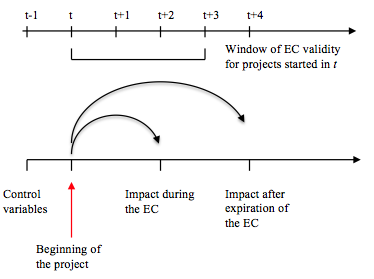 t-1 t t+1 t+2 t+3 t+4
Window of EC validity
for projects started in t
Control
variables
Impact during
the EC
Impact after
expiration of
the EC
Beginning of
the project